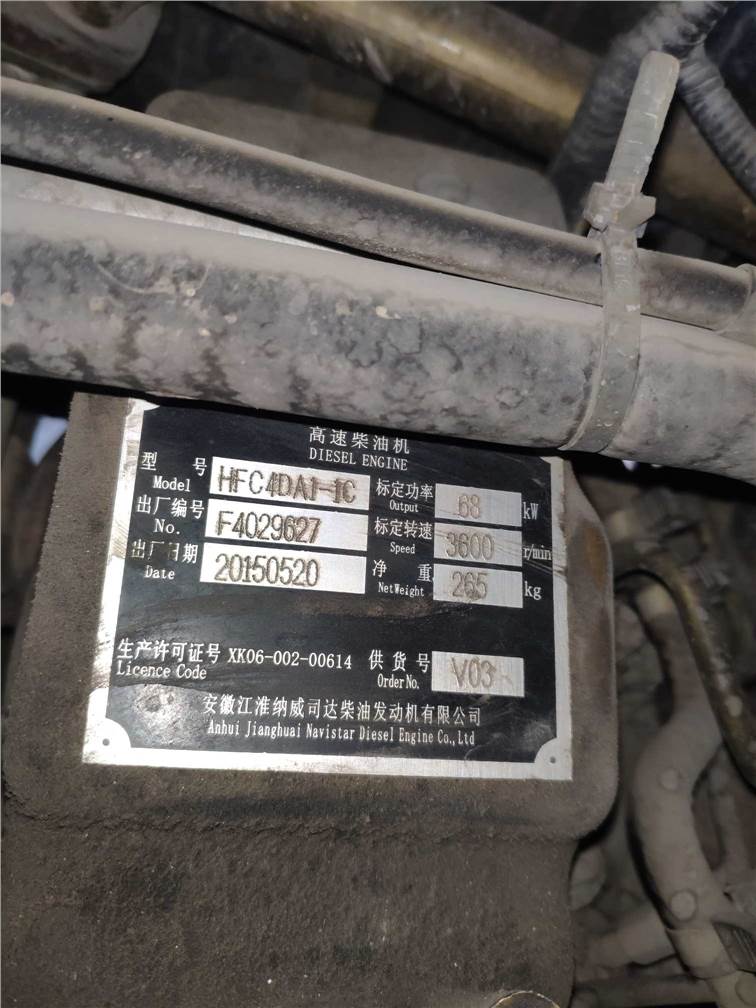 高速柴油机
DIESEL ENGINE
型号 HFC4DA1-1C 标定功率 68 kW
Model Output
出厂编号 F4029627 标定转速 3600 r/min
No. Speed
出厂日期 20150520 净重 265 kg
Date NetWeight
生产许可证号 XK06-002-00614 供货号 V03
Licence Code Order No.
安徽江淮纳威司达柴油发动机有限公司
Anhui Jianghuai Navistar Diesel Engine Co., Ltd